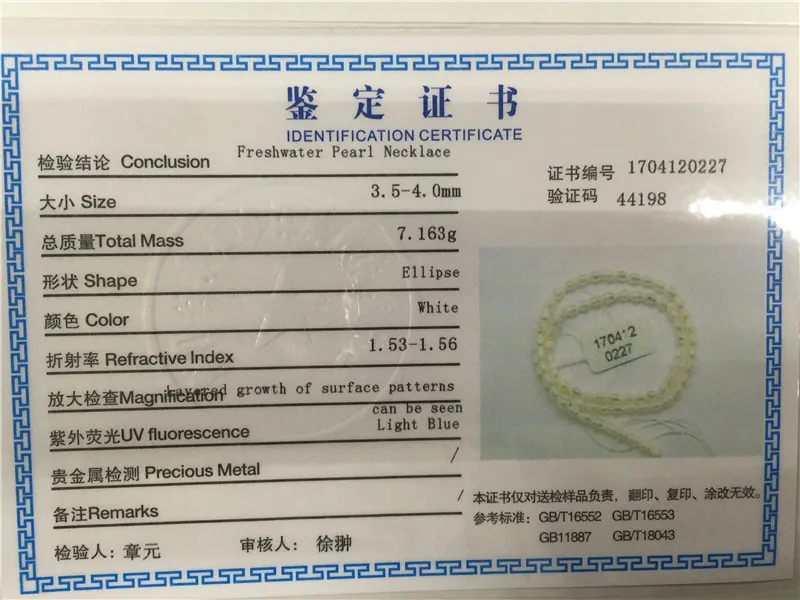 鉴定证书
IDENTIFICATION CERTIFICATE
检验结论 Conclusion Freshwater Pearl Necklace
证书编号 1704120227
大小 Size 3.5-4.0mm
验证码 44198
总质量Total Mass 7.163g
形状 Shape Ellipse
颜色 Color White
折射率 Refractive Index 1.53-1.56
放大检查Magnification Layered growth of surface patterns
can be seen
紫外荧光UV fluorescence Light Blue
贵金属检测 Precious Metal /
备注Remarks /
检验人: 章元 审核人: 徐翀
170412
0227
本证书仅对送检样品负责，翻印、复印、涂改无效。
参考标准: GB/T16552 GB/T16553
GB11887 GB/T18043